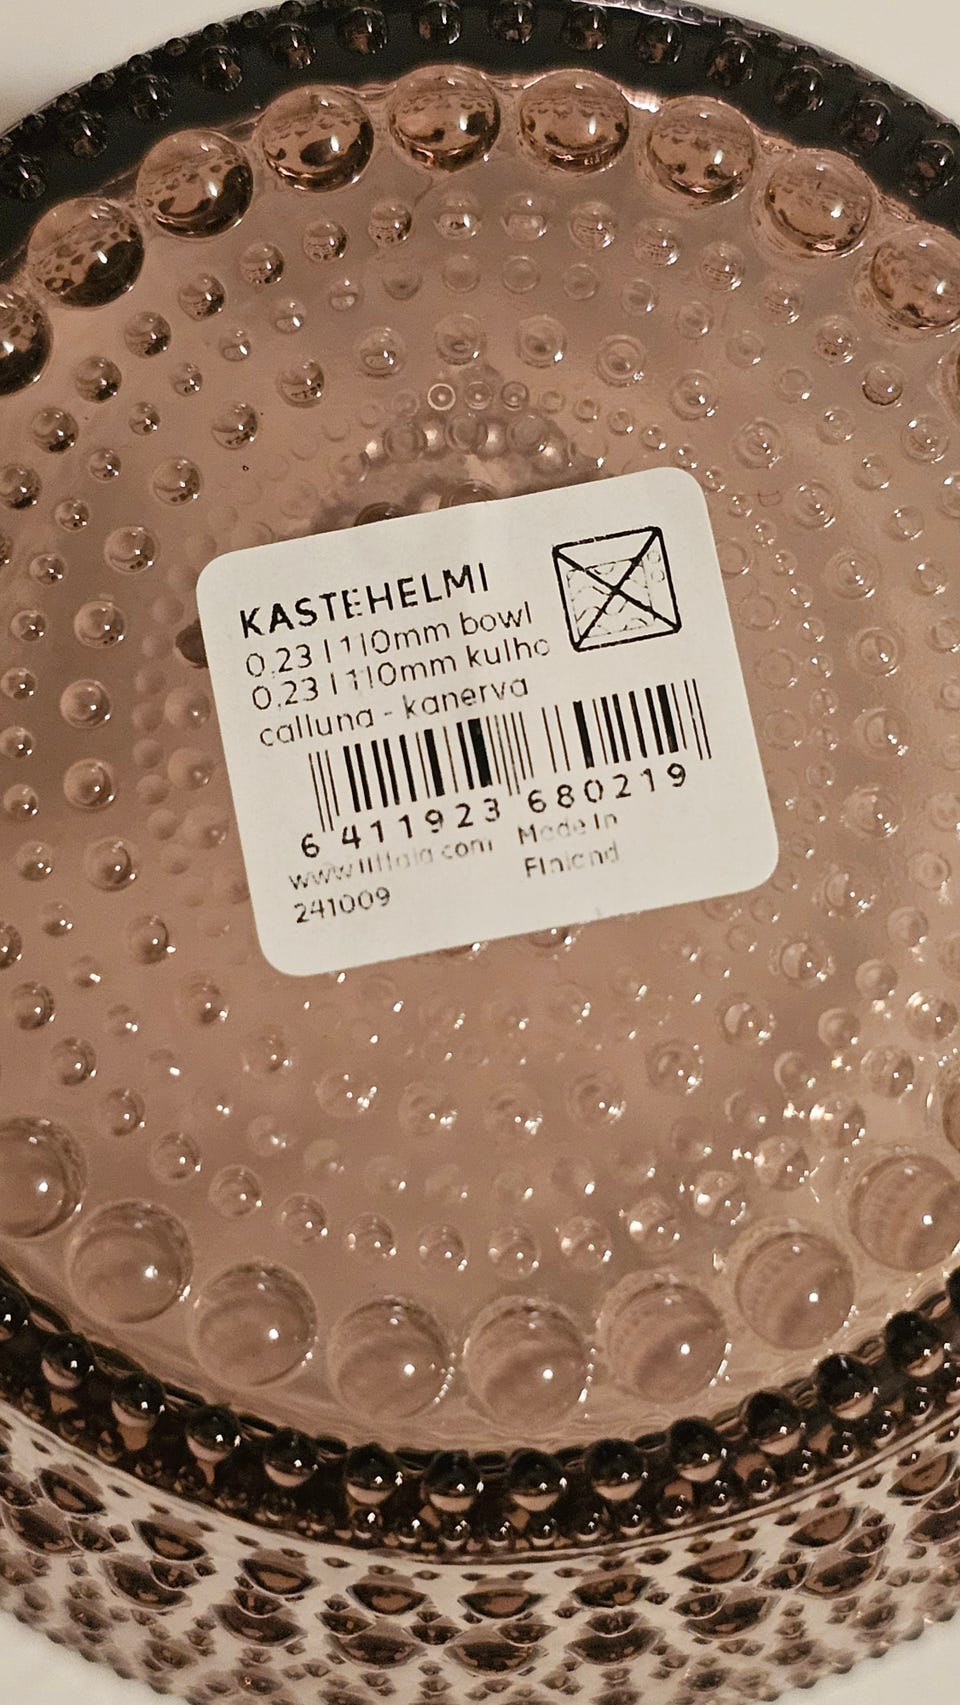 KASTEHELMI
0.23 l 110mm bowl
0.23 l 110mm kulho
calluna - kanerva
6 411923 680219
www.iittala.com
Made in
Finland
241009